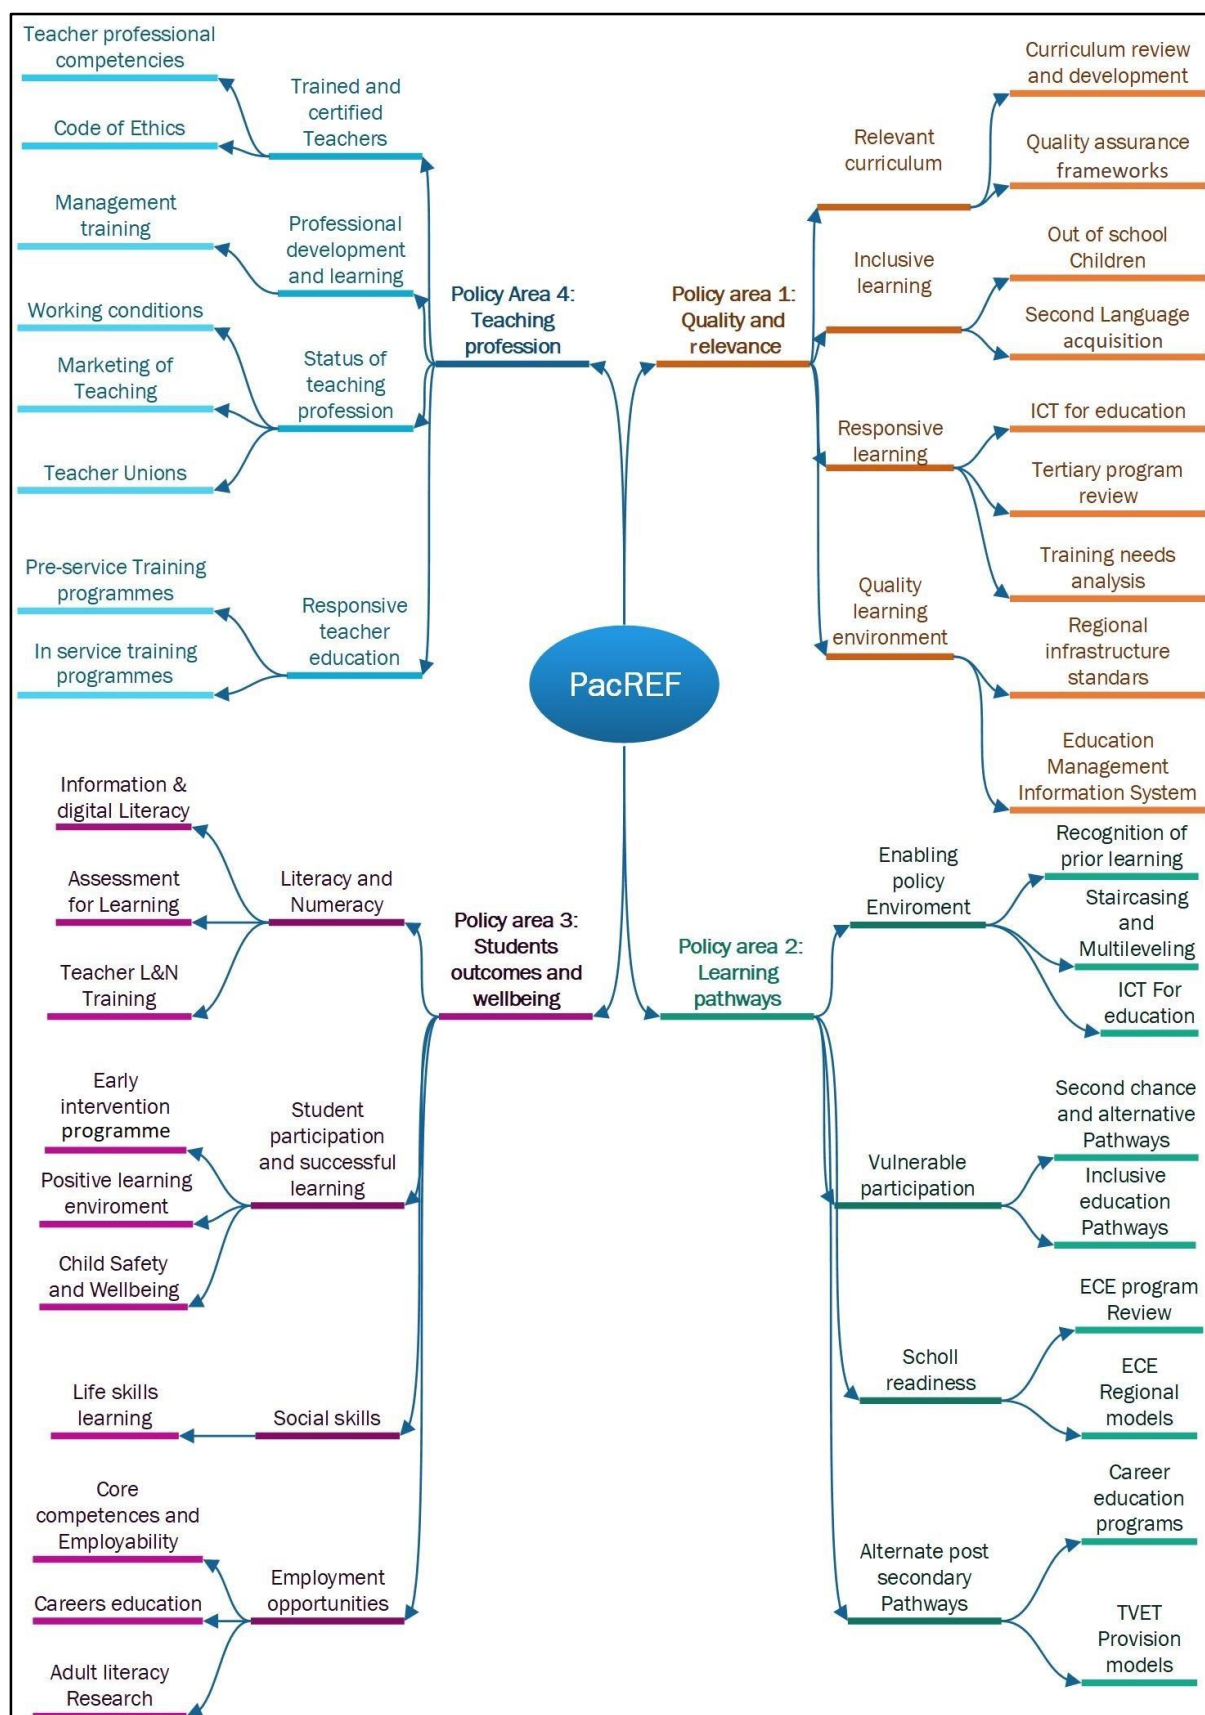 Teacher professional
competencies
Code of Ethics
Trained and
certified
Teachers
Management
training
Professional
development
and learning
Working conditions
Marketing of
Teaching
Teacher Unions
Status of
teaching
profession
Pre-service Training
programmes
In service training
programmes
Responsive
teacher
education
Policy Area 4:
Teaching
profession
Policy area 1:
Quality and
relevance
Relevant
curriculum
Curriculum review
and development
Quality assurance
frameworks
Inclusive
learning
Out of school
Children
Second Language
acquisition
Responsive
learning
ICT for education
Tertiary program
review
Training needs
analysis
Quality
learning
environment
Regional
infrastructure
standars
Education
Management
Information System
PacREF
Information &
digital Literacy
Assessment
for Learning
Teacher L&N
Training
Literacy and
Numeracy
Policy area 3:
Students
outcomes and
wellbeing
Early
intervention
programme
Positive learning
enviroment
Child Safety
and Wellbeing
Student
participation
and successful
learning
Life skills
learning
Social skills
Core
competences and
Employability
Careers education
Adult literacy
Research
Employment
opportunities
Policy area 2:
Learning
pathways
Enabling
policy
Enviroment
Recognition of
prior learning
Staircasing
and
Multileveling
ICT For
education
Vulnerable
participation
Second chance
and alternative
Pathways
Inclusive
education
Pathways
Scholl
readiness
ECE program
Review
ECE
Regional
models
Alternate post
secondary
Pathways
Career
education
programs
TVET
Provision
models